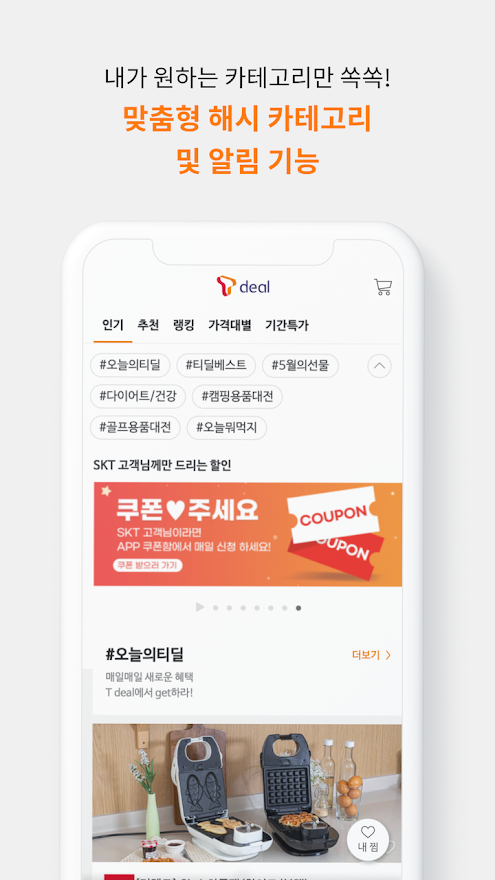 내가 원하는 카테고리만 쏙쏙!
맞춤형 해시 카테고리
및 알림 기능
T deal
인기 추천 랭킹 가격대별 기간특가
#오늘의티딜 #티딜베스트 #5월의선물
#다이어트/건강 #캠핑용품대전
#골프용품대전 #오늘뭐먹지
SKT 고객님께만 드리는 할인
쿠폰♥주세요
SKT 고객님이라면
APP 쿠폰함에서 매일 신청 하세요!
쿠폰 받으러 가기
COUPON
COUPON
#오늘의티딜
더보기 >
매일매일 새로운 혜택
T deal에서 get하라!
내 찜